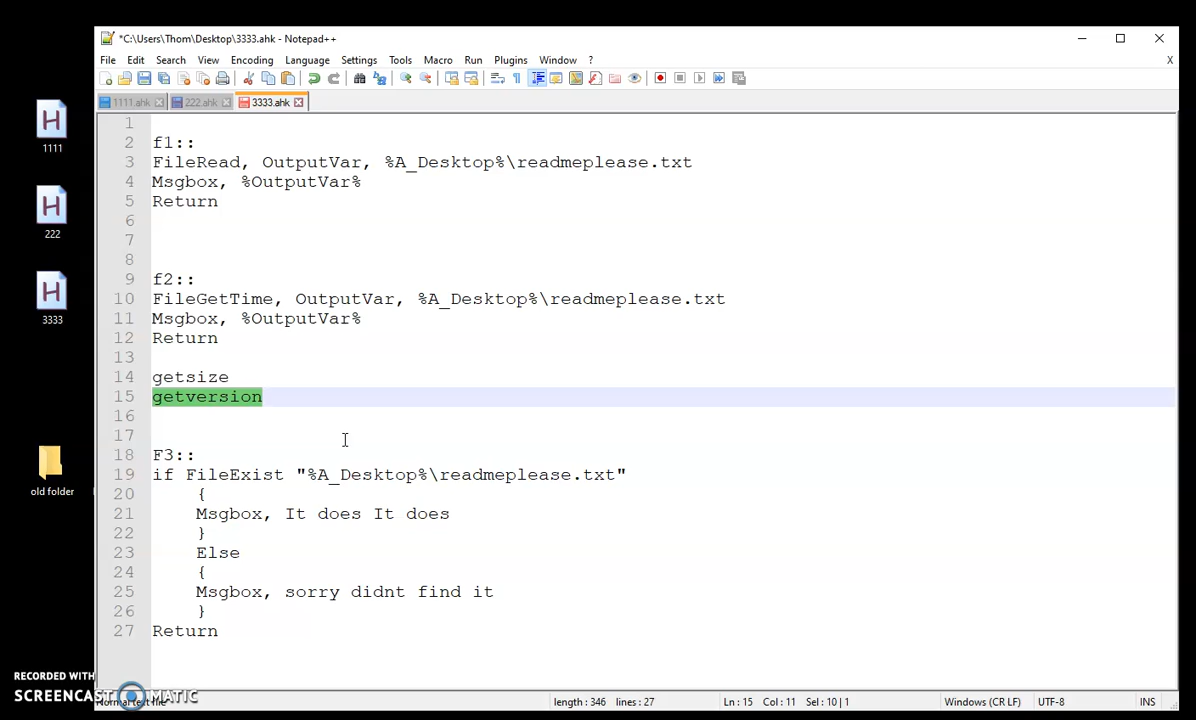 *C:\Users\Thom\Desktop\3333.ahk - Notepad++
File Edit Search View Encoding Language Settings Tools Macro Run Plugins Window ?
X
1111.ahk 222.ahk 3333.ahk
1
2 f1::
3 FileRead, OutputVar, %A_Desktop%\readmeplease.txt
4 Msgbox, %OutputVar%
5 Return
6
7
8
9 f2::
10 FileGetTime, OutputVar, %A_Desktop%\readmeplease.txt
11 Msgbox, %OutputVar%
12 Return
13
14 getsize
15 getversion
16
17
18 F3::
19 if FileExist "%A_Desktop%\readmeplease.txt"
20 {
21 Msgbox, It does It does
22 }
23 Else
24 {
25 Msgbox, sorry didnt find it
26 }
27 Return
H
1111
H
222
H
3333
old folder
RECORDED WITH
SCREENCAST MATIC
Normal text file
length : 346 lines : 27
Ln : 15 Col : 11 Sel : 10 | 1
Windows (CR LF)
UTF-8
INS